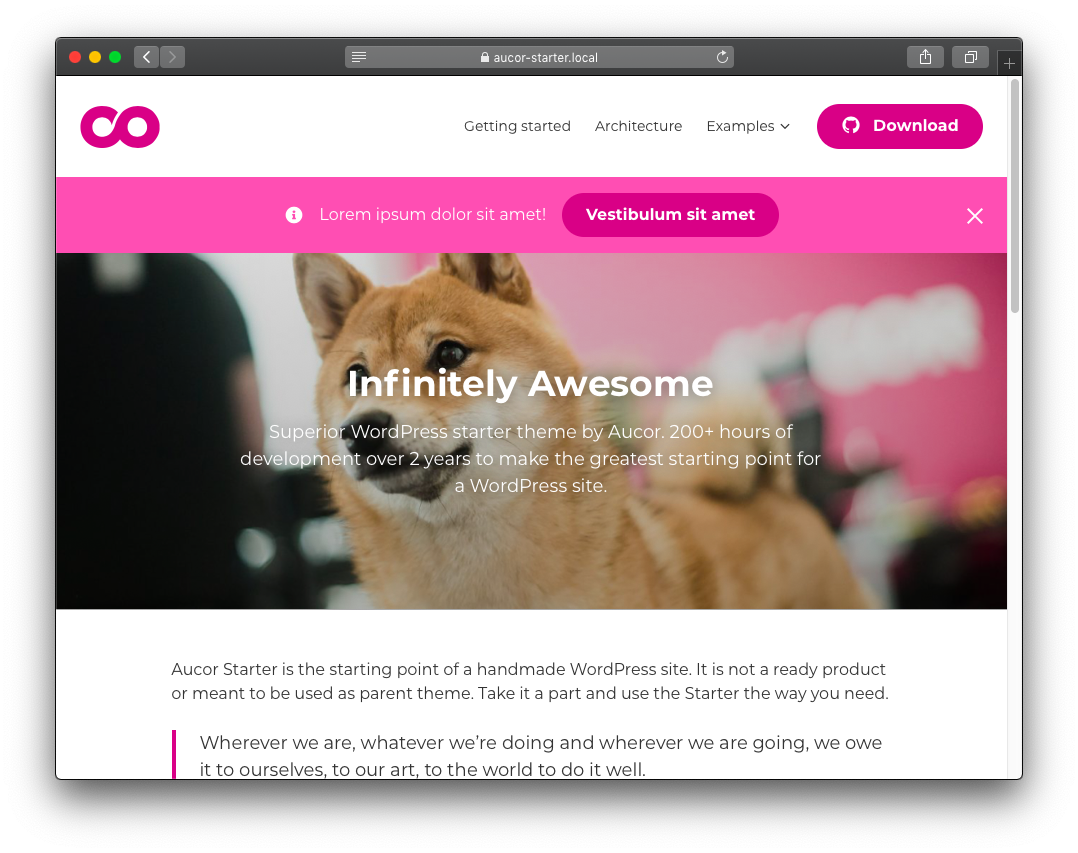 aucor-starter.local
Getting started
Architecture
Examples
Download
Lorem ipsum dolor sit amet!
Vestibulum sit amet
Infinitely Awesome
Superior WordPress starter theme by Aucor. 200+ hours of
development over 2 years to make the greatest starting point for
a WordPress site.
Aucor Starter is the starting point of a handmade WordPress site. It is not a ready product
or meant to be used as parent theme. Take it a part and use the Starter the way you need.
Wherever we are, whatever we’re doing and wherever we are going, we owe
it to ourselves, to our art, to the world to do it well.